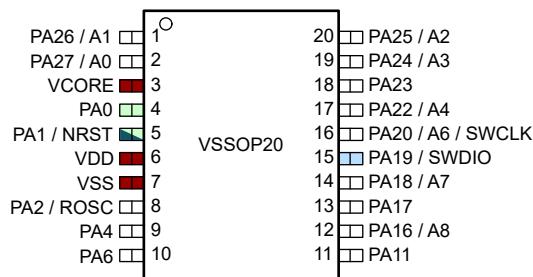 PA26 / A1 1 20 PA25 / A2
PA27 / A0 2 19 PA24 / A3
VCORE 3 18 PA23
PA0 4 17 PA22 / A4
PA1 / NRST 5 VSSOP20 16 PA20 / A6 / SWCLK
VDD 6 15 PA19 / SWDIO
VSS 7 14 PA18 / A7
PA2 / ROSC 8 13 PA17
PA4 9 12 PA16 / A8
PA6 10 11 PA11